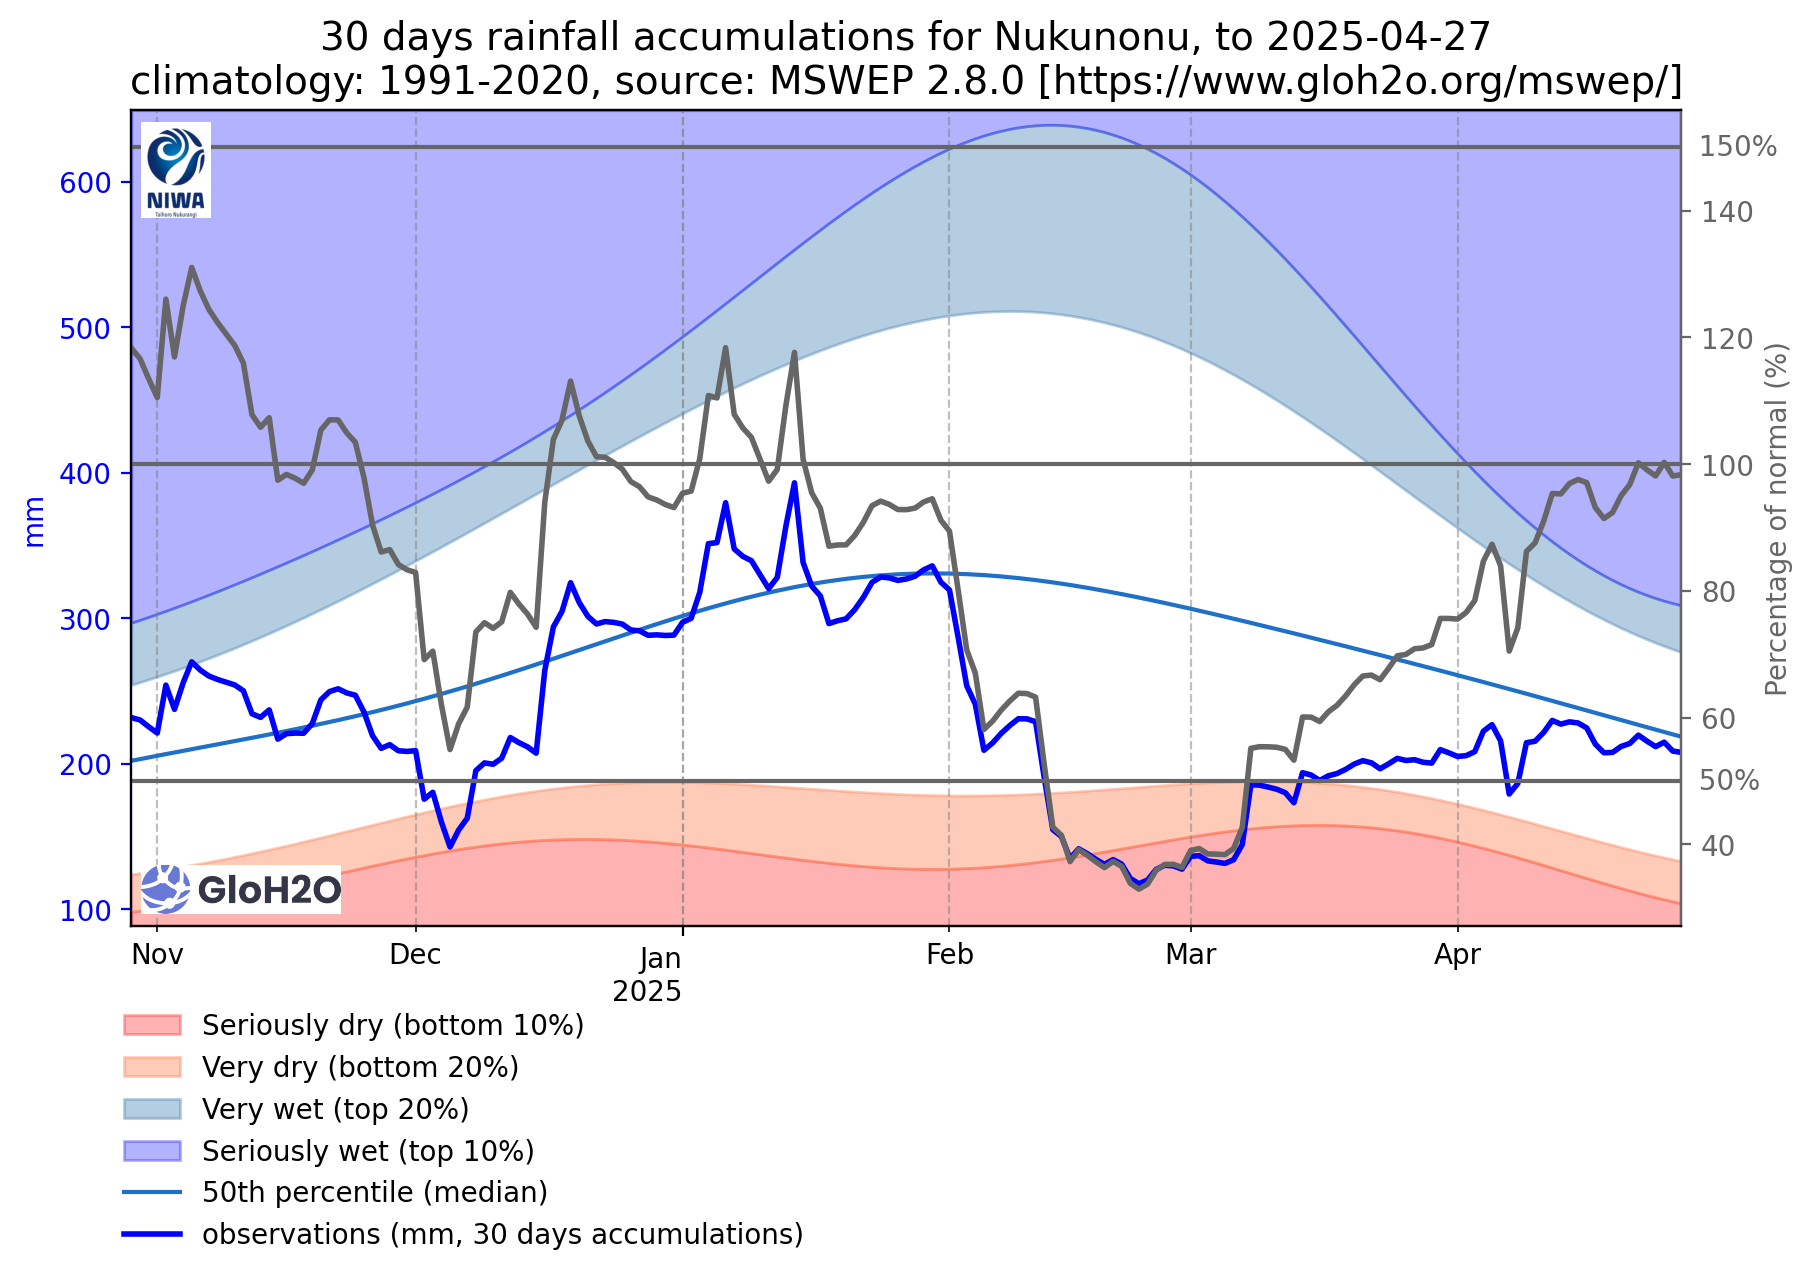 30 days rainfall accumulations for Nukunonu, to 2025-04-27
climatology: 1991-2020, source: MSWEP 2.8.0 [https://www.gloh2o.org/mswep/]
NIWA
Taihoro Nukurangi
600
500
400
300
200
100
mm
150%
140
120
100
80
60
50%
40
Percentage of normal (%)
GloH2O
Nov
Dec
Jan
2025
Feb
Mar
Apr
Seriously dry (bottom 10%)
Very dry (bottom 20%)
Very wet (top 20%)
Seriously wet (top 10%)
50th percentile (median)
observations (mm, 30 days accumulations)